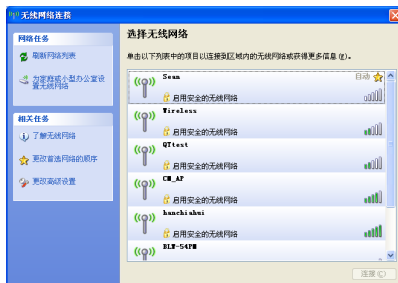 无线网络连接
网络任务
刷新网络列表
为家庭或小型办公室设
置无线网络
相关任务
了解无线网络
更改首选网络的顺序
更改高级设置
选择无线网络
单击以下列表中的项目以连接到区域内的无线网络或获得更多信息(W)。
Sean
自动
启用安全的无线网络
Wireless
启用安全的无线网络
QTtest
启用安全的无线网络
CM_AP
启用安全的无线网络
hanchiahui
启用安全的无线网络
BLW-54PM
连接(C)